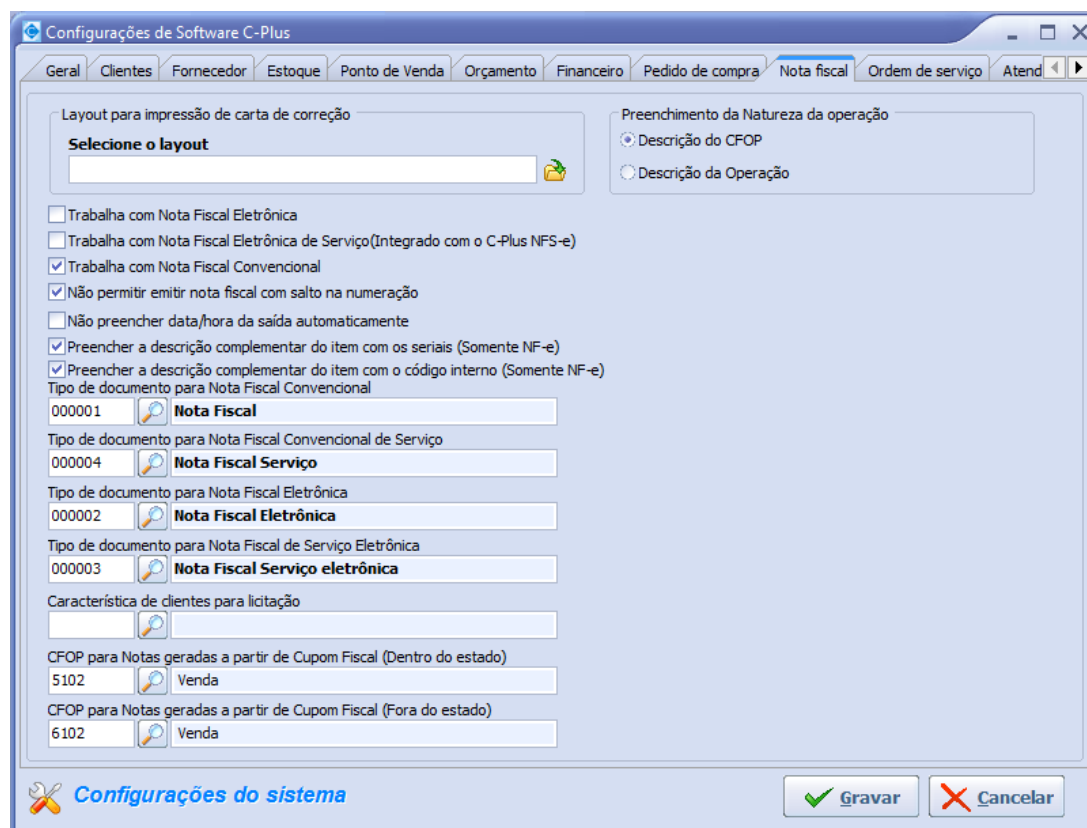 Configurações de Software C-Plus
Geral Clientes Fornecedor Estoque Ponto de Venda Orçamento Financeiro Pedido de compra Nota fiscal Ordem de serviço Atend
Layout para impressão de carta de correção
Selecione o layout
Preenchimento da Natureza da operação
Descrição do CFOP
Descrição da Operação
Trabalha com Nota Fiscal Eletrônica
Trabalha com Nota Fiscal Eletrônica de Serviço(Integrado com o C-Plus NFS-e)
Trabalha com Nota Fiscal Convencional
Não permitir emitir nota fiscal com salto na numeração
Não preencher data/hora da saída automaticamente
Preencher a descrição complementar do item com os seriais (Somente NF-e)
Preencher a descrição complementar do item com o código interno (Somente NF-e)
Tipo de documento para Nota Fiscal Convencional
000001 Nota Fiscal
Tipo de documento para Nota Fiscal Convencional de Serviço
000004 Nota Fiscal Serviço
Tipo de documento para Nota Fiscal Eletrônica
000002 Nota Fiscal Eletrônica
Tipo de documento para Nota Fiscal de Serviço Eletrônica
000003 Nota Fiscal Serviço eletrônica
Característica de clientes para licitação
CFOP para Notas geradas a partir de Cupom Fiscal (Dentro do estado)
5102 Venda
CFOP para Notas geradas a partir de Cupom Fiscal (Fora do estado)
6102 Venda
Configurações do sistema
Gravar
Cancelar